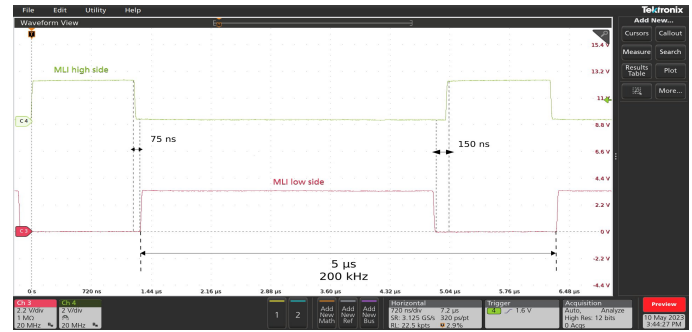 File Edit Utility Help
Tektronix
Waveform View
Add New...
Cursors Callout
Measure Search
Results Table Plot
More...
15.4 V
MLI high side
13.2 V
11 V
C 4
8.8 V
75 ns
150 ns
6.6 V
MLI low side
4.4 V
2.2 V
C 3
0 V
-2.2 V
5 µs
200 kHz
-4.4 V
0 s 720 ns 1.44 µs 2.16 µs 2.88 µs 3.60 µs 4.32 µs 5.04 µs 5.76 µs 6.48 µs
Ch 3
2.2 V/div
1 MΩ
20 MHz
Ch 4
2 V/div
20 MHz
1 2
Add New Math
Add New Ref
Add New Bus
Horizontal
720 ns/div 7.2 µs
SR: 3.125 GS/s 320 ps/pt
RL: 22.5 kpts 2.9%
Trigger
4 1.6 V
Acquisition
Auto, Analyze
High Res: 12 bits
0 Acqs
Preview
10 May 2023
3:44:27 PM